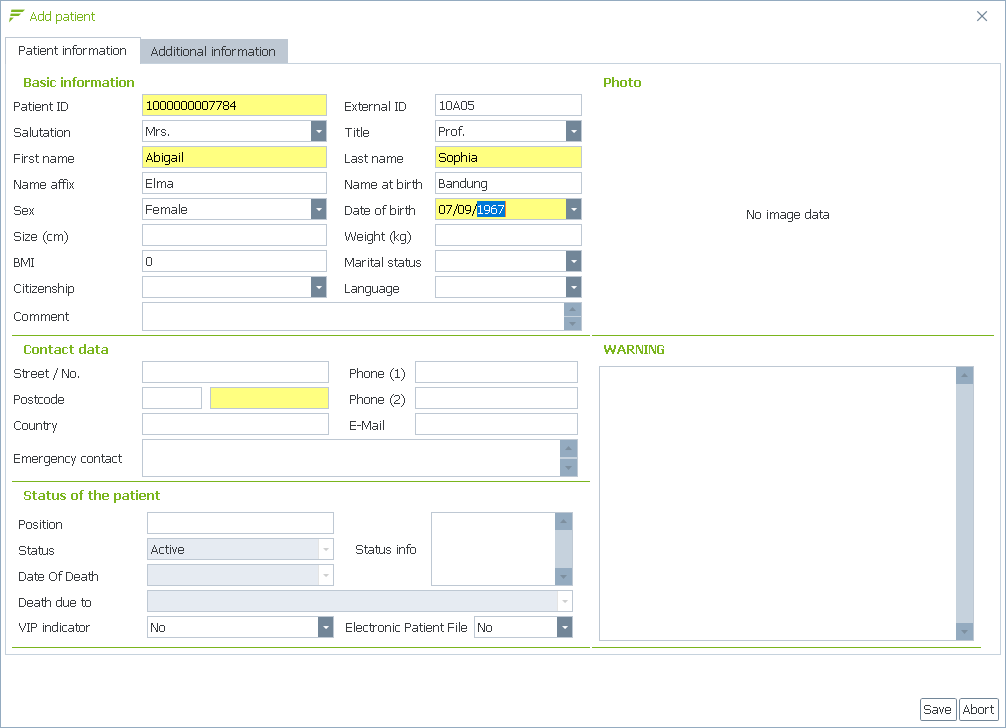 Add patient
Patient information Additional information
Basic information Photo
Patient ID 1000000007784 External ID 10A05
Salutation Mrs. Title Prof.
First name Abigail Last name Sophia
Name affix Elma Name at birth Bandung
Sex Female Date of birth 07/09/1967
No image data
Size (cm) Weight (kg)
BMI 0 Marital status
Citizenship Language
Comment
Contact data WARNING
Street / No. Phone (1)
Postcode Phone (2)
Country E-Mail
Emergency contact
Status of the patient
Position
Status Active Status info
Date Of Death
Death due to
VIP indicator No Electronic Patient File No
Save Abort